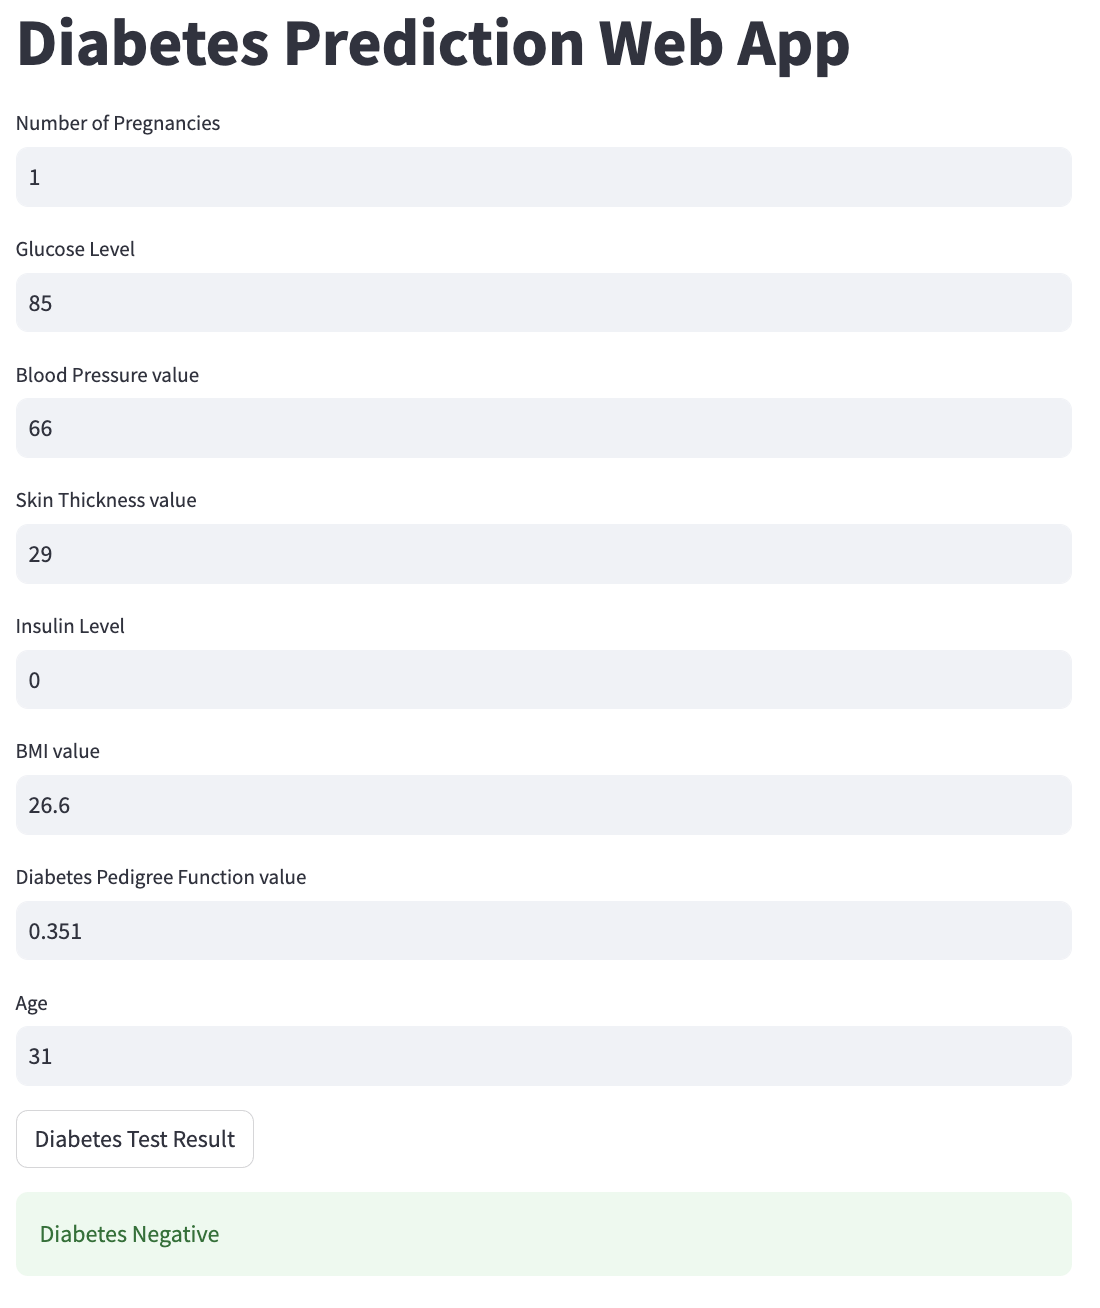 Diabetes Prediction Web App
Number of Pregnancies
1
Glucose Level
85
Blood Pressure value
66
Skin Thickness value
29
Insulin Level
0
BMI value
26.6
Diabetes Pedigree Function value
0.351
Age
31
Diabetes Test Result
Diabetes Negative